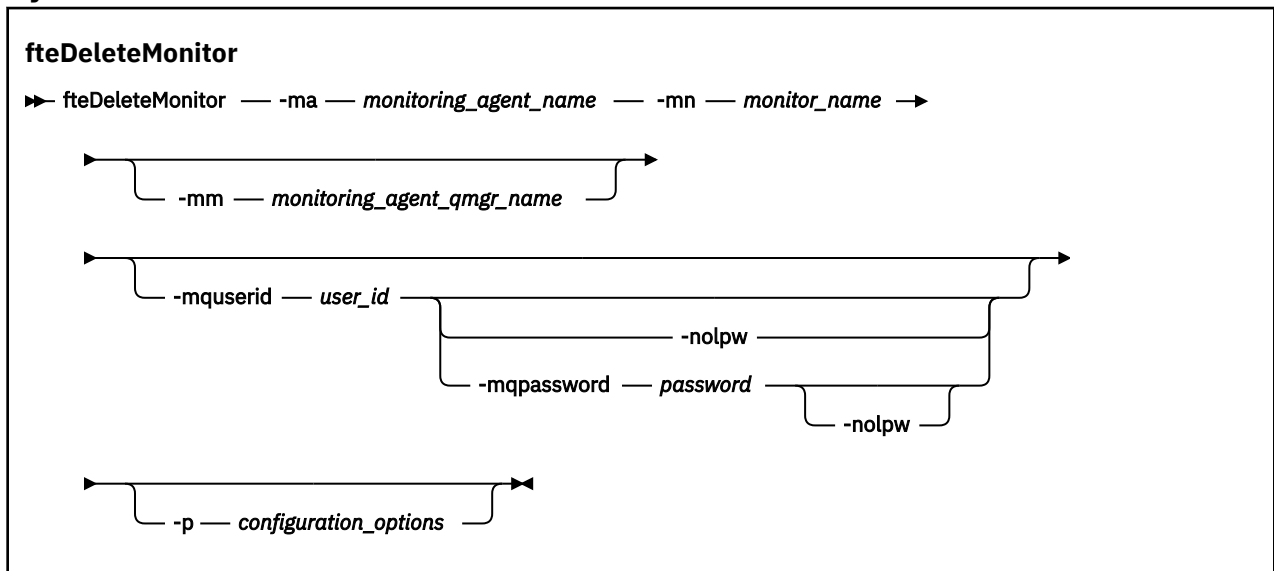 fteDeleteMonitor
fteDeleteMonitor -ma monitoring_agent_name -mn monitor_name
-mm monitoring_agent_qmgr_name
-mquserid user_id
-nolpw
-mqpassword password
-nolpw
-p configuration_options